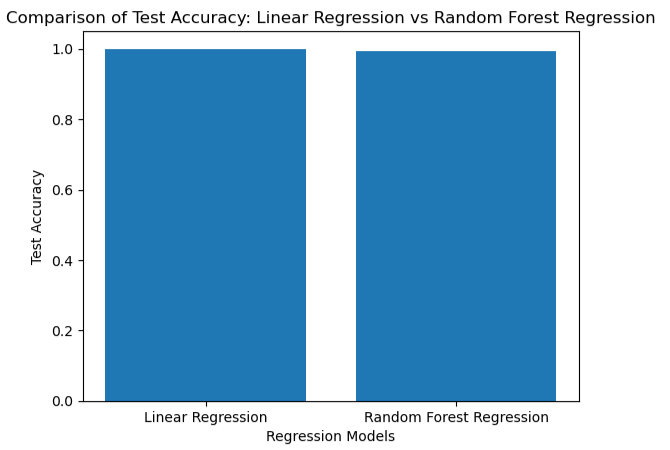 Comparison of Test Accuracy: Linear Regression vs Random Forest Regression
Test Accuracy
1.0
0.8
0.6
0.4
0.2
0.0
Linear Regression
Random Forest Regression
Regression Models